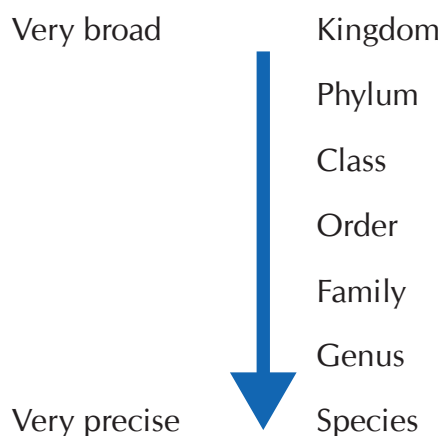 Very broad Kingdom
Phylum
Class
Order
Family
Genus
Very precise Species